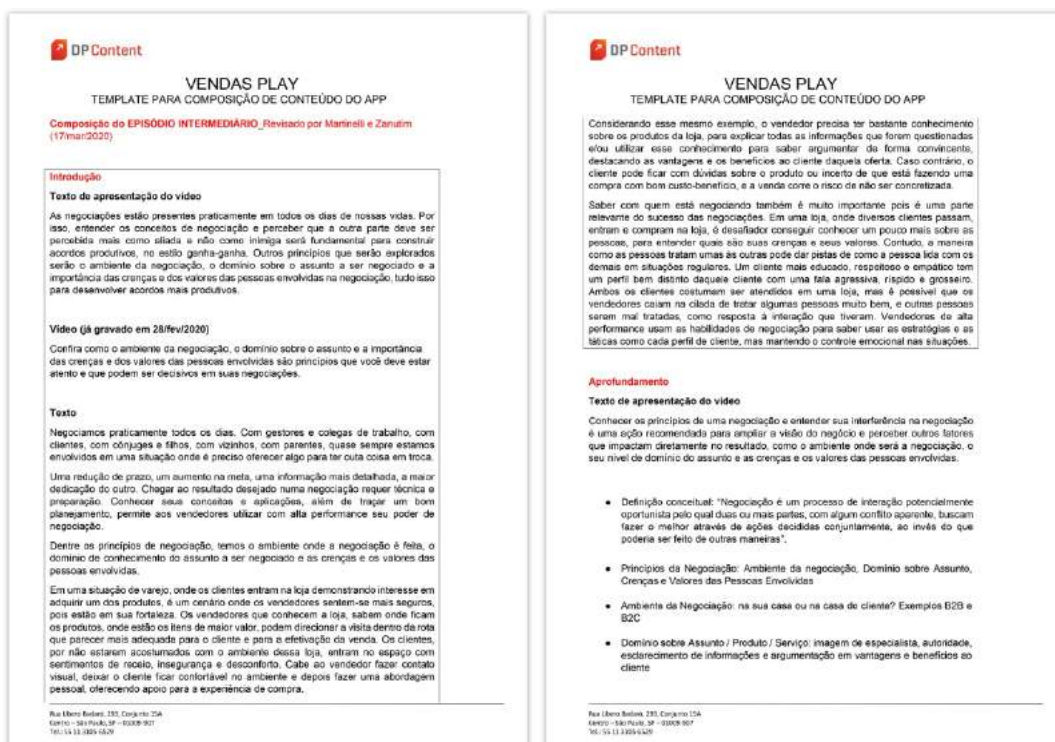 DPContent
VENDAS PLAY
TEMPLATE PARA COMPOSIÇÃO DE CONTEÚDO DO APP
Composição do EPISÓDIO INTERMEDIÁRIO_Revisado por Martinelli e Zanutim
(17/mar/2020)
Introdução
Texto de apresentação do vídeo
As negociações estão presentes praticamente em todos os dias de nossas vidas. Por
isso, entender os conceitos de negociação e perceber que a outra parte deve ser
percebida mais como aliada e não como inimiga será fundamental para construir
acordos produtivos, no estilo ganha-ganha. Outros princípios que serão explorados
serão o ambiente da negociação, o domínio sobre o assunto a ser negociado e a
importância das crenças e dos valores das pessoas envolvidas na negociação, tudo isso
para desenvolver acordos mais produtivos.
Vídeo (já gravado em 28/fev/2020)
Confira como o ambiente da negociação, o domínio sobre o assunto e a importância
das crenças e dos valores das pessoas envolvidas são princípios que você deve estar
atento e que podem ser decisivos em suas negociações.
Texto
Negociamos praticamente todos os dias. Com gestores e colegas de trabalho, com
clientes, com cônjuges e filhos, com vizinhos, com parentes, quase sempre estamos
envolvidos em uma situação onde é preciso oferecer algo para ter outa coisa em troca.
Uma redução de prazo, um aumento na meta, uma informação mais detalhada, a maior
dedicação do outro. Chegar ao resultado desejado numa negociação requer técnica e
preparação. Conhecer seus conceitos e aplicações, além de traçar um bom
planejamento, permite aos vendedores utilizar com alta performance seu poder de
negociação.
Dentre os princípios de negociação, temos o ambiente onde a negociação é feita, o
domínio de conhecimento do assunto a ser negociado e as crenças e os valores das
pessoas envolvidas.
Em uma situação de varejo, onde os clientes entram na loja demonstrando interesse em
adquirir um dos produtos, é um cenário onde os vendedores sentem-se mais seguros,
pois estão em sua fortaleza. Os vendedores que conhecem a loja, sabem onde ficam
os produtos, onde estão os itens de maior valor, podem direcionar a visita dentro da rota
que parecer mais adequada para o cliente e para a efetivação da venda. Os clientes,
por não estarem acostumados com o ambiente dessa loja, entram no espaço com
sentimentos de receio, insegurança e desconforto. Cabe ao vendedor fazer contato
visual, deixar o cliente ficar confortável no ambiente e depois fazer uma abordagem
pessoal, oferecendo apoio para a experiência de compra.
Rua Líbero Badaró, 293, Conjunto 15A
Centro – São Paulo, SP – 01009-907
Tel.: 55 11 3105-6529
DPContent
VENDAS PLAY
TEMPLATE PARA COMPOSIÇÃO DE CONTEÚDO DO APP
Considerando esse mesmo exemplo, o vendedor precisa ter bastante conhecimento
sobre os produtos da loja, para explicar todas as informações que forem questionadas
e/ou utilizar esse conhecimento para saber argumentar de forma convincente,
destacando as vantagens e os benefícios ao cliente daquela oferta. Caso contrário, o
cliente pode ficar com dúvidas sobre o produto ou incerto de que está fazendo uma
compra com bom custo-benefício, e a venda corre o risco de não ser concretizada.
Saber com quem está negociando também é muito importante pois é uma parte
relevante do sucesso das negociações. Em uma loja, onde diversos clientes passam,
entram e compram na loja, é desafiador conseguir conhecer um pouco mais sobre as
pessoas, para entender quais são suas crenças e seus valores. Contudo, a maneira
como as pessoas tratam umas às outras pode dar pistas de como a pessoa lida com os
demais em situações regulares. Um cliente mais educado, respeitoso e empático tem
um perfil bem distinto daquele cliente com uma fala agressiva, ríspido e grosseiro.
Ambos os clientes costumam ser atendidos em uma loja, mas é possível que os
vendedores caiam na cilada de tratar algumas pessoas muito bem, e outras pessoas
serem mal tratadas, como resposta à interação que tiveram. Vendedores de alta
performance usam as habilidades de negociação para saber usar as estratégias e as
táticas como cada perfil de cliente, mas mantendo o controle emocional nas situações.
Aprofundamento
Texto de apresentação do vídeo
Conhecer os princípios de uma negociação e entender sua interferência na negociação
é uma ação recomendada para ampliar a visão do negócio e perceber outros fatores
que impactam diretamente no resultado, como o ambiente onde será a negociação, o
seu nível de domínio do assunto e as crenças e os valores das pessoas envolvidas.
• Definição conceitual: "Negociação é um processo de interação potencialmente
oportunista pelo qual duas ou mais partes, com algum conflito aparente, buscam
fazer o melhor através de ações decididas conjuntamente, ao invés do que
poderia ser feito de outras maneiras".
• Princípios da Negociação: Ambiente da negociação, Domínio sobre Assunto,
Crenças e Valores das Pessoas Envolvidas
• Ambiente da Negociação: na sua casa ou na casa do cliente? Exemplos B2B e
B2C
• Domínio sobre Assunto / Produto / Serviço: imagem de especialista, autoridade,
esclarecimento de informações e argumentação em vantagens e benefícios ao
cliente
Rua Líbero Badaró, 293, Conjunto 15A
Centro – São Paulo, SP – 01009-907
Tel.: 55 11 3105-6529